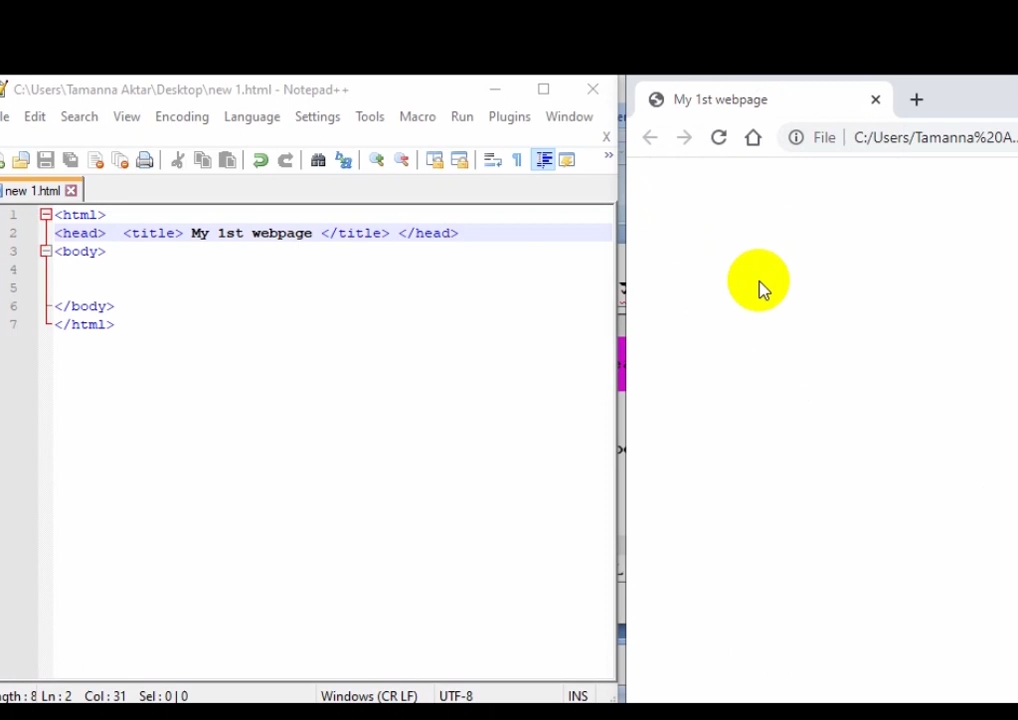 C:\Users\Tamanna Aktar\Desktop\new 1.html - Notepad++
Edit Search View Encoding Language Settings Tools Macro Run Plugins Window
X
new 1.html
1 <html>
2 <head> <title> My 1st webpage </title> </head>
3 <body>
4
5
6 </body>
7 </html>
Ln : 2 Col : 31 Sel : 0 | 0 Windows (CR LF) UTF-8 INS
My 1st webpage
File C:/Users/Tamanna%20A...